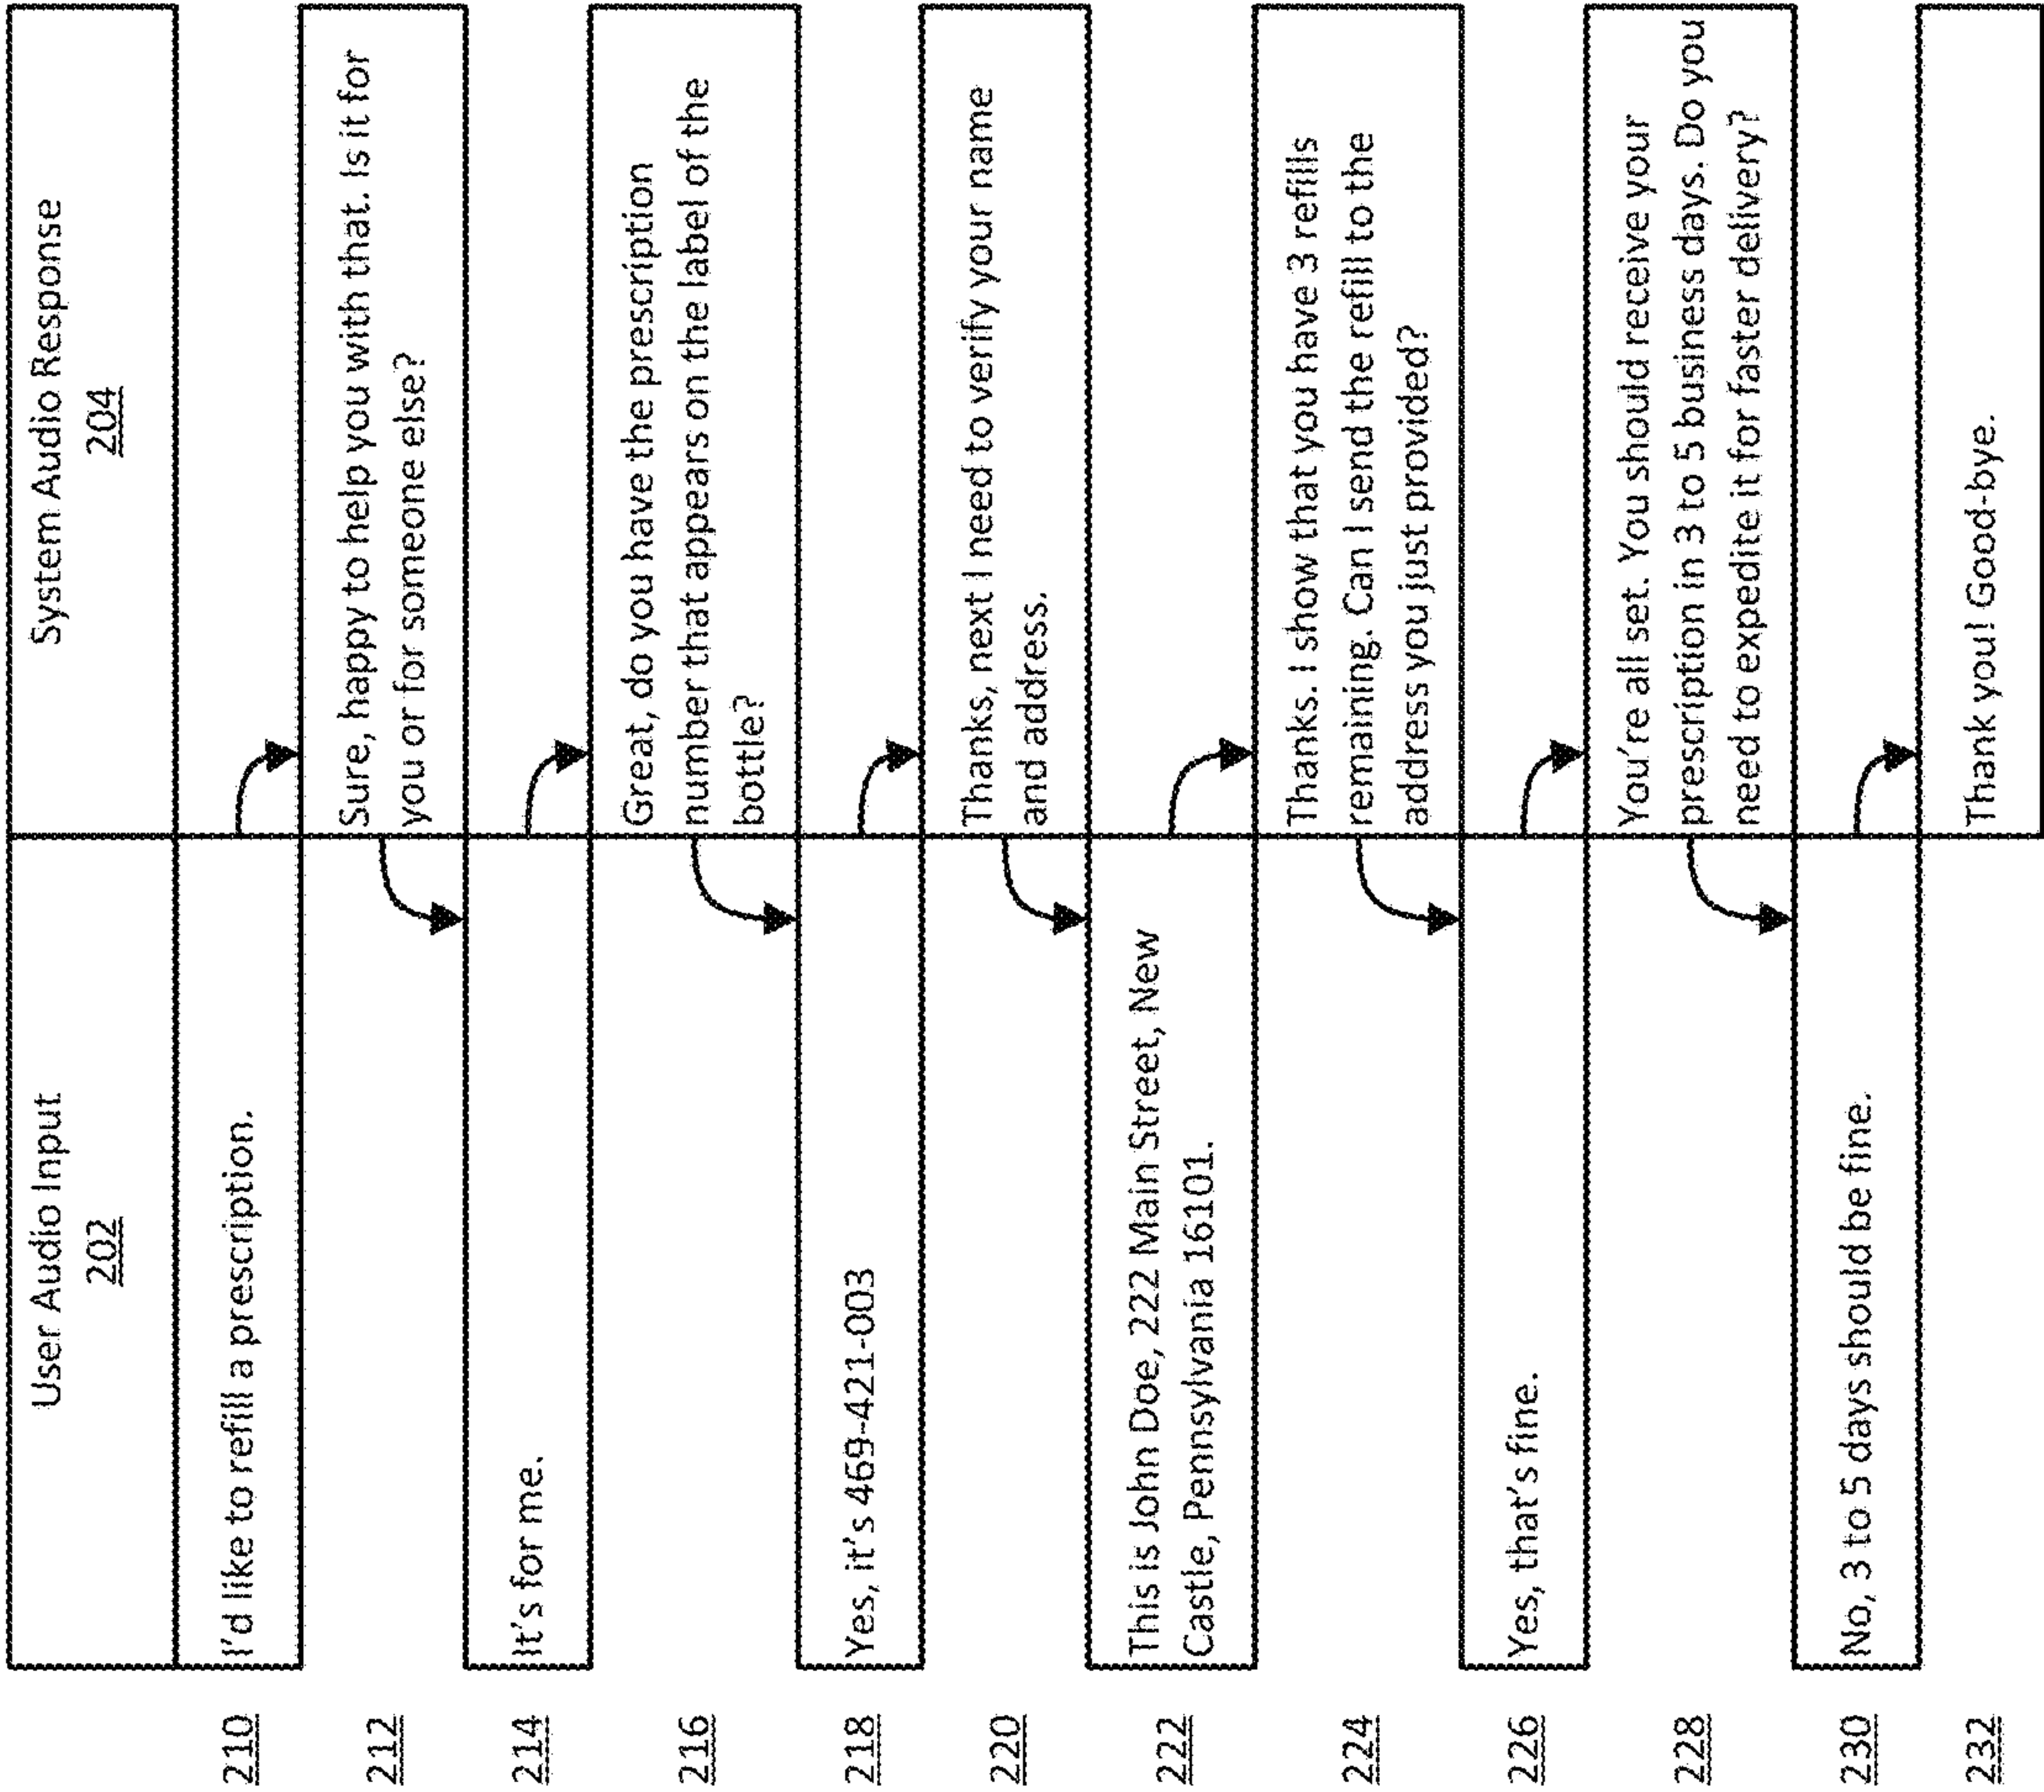 User Audio Input
202
System Audio Response
204
210
I'd like to refill a prescription.
212
Sure, happy to help you with that. Is it for
you or for someone else?
214
It's for me.
216
Great, do you have the prescription
number that appears on the label of the
bottle?
218
Yes, it's 469-421-003
220
Thanks, next I need to verify your name
and address.
222
This is John Doe, 222 Main Street, New
Castle, Pennsylvania 16101.
224
Thanks. I show that you have 3 refills
remaining. Can I send the refill to the
address you just provided?
226
Yes, that's fine.
228
You're all set. You should receive your
prescription in 3 to 5 business days. Do you
need to expedite it for faster delivery?
230
No, 3 to 5 days should be fine.
232
Thank you! Good-bye.